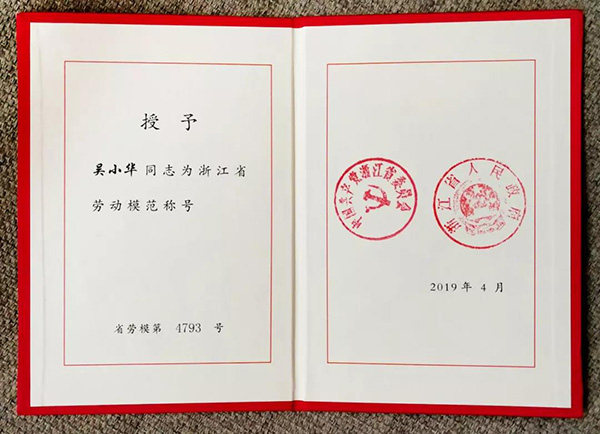 授予
吴小华同志为浙江省
劳动模范称号
省劳模第 4793 号
中国共产党浙江省委员会
浙江省人民政府
2019年 4 月